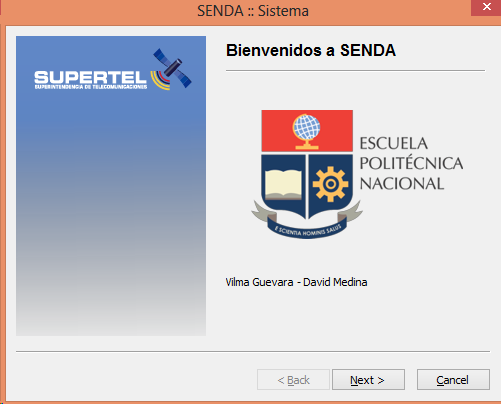 SENDA :: Sistema
SUPERTEL
SUPERINTENDENCIA DE TELECOMUNICACIONES
Bienvenidos a SENDA
ESCUELA
POLITÉCNICA
NACIONAL
E SCIENTIA HOMINIS SALUS
Vilma Guevara - David Medina
< Back
Next >
Cancel